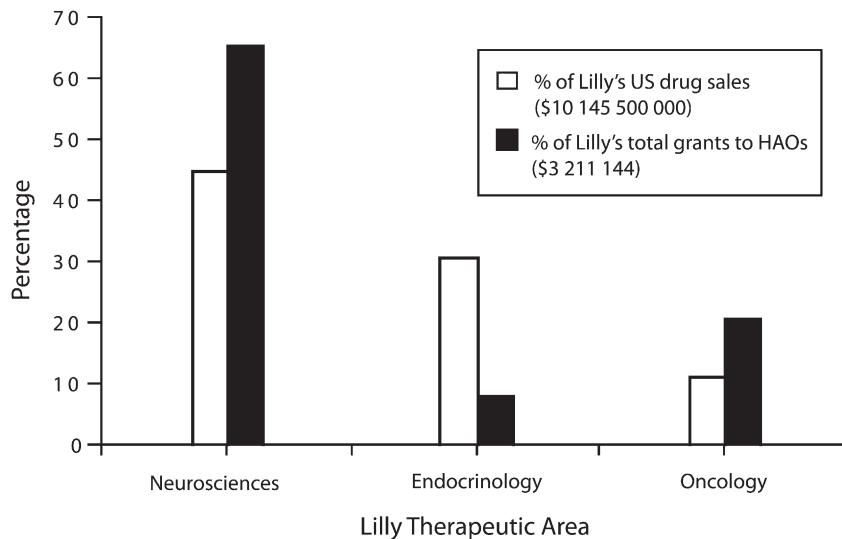 70
60
50
40
30
20
10
0
Percentage
% of Lilly's US drug sales
($10 145 500 000)
% of Lilly's total grants to HAOs
($3 211 144)
Neurosciences
Endocrinology
Oncology
Lilly Therapeutic Area